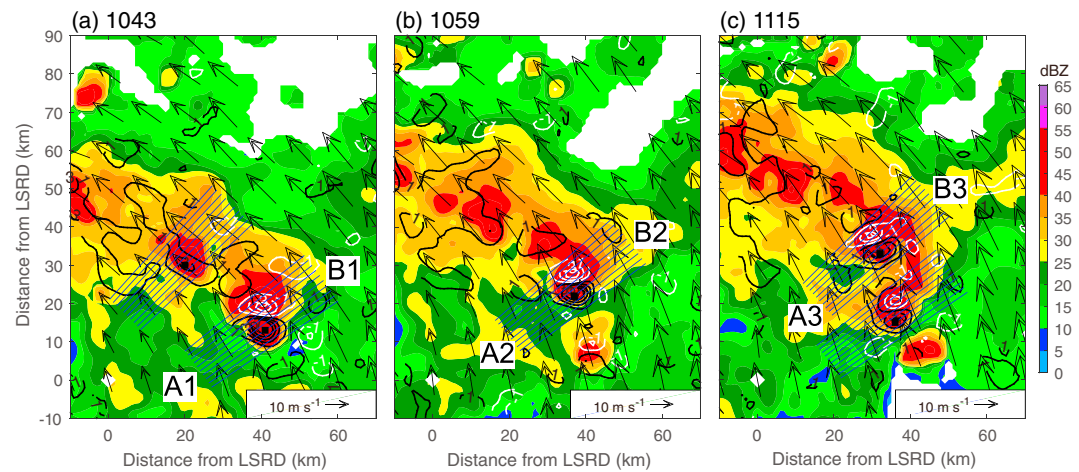 (a) 1043
(b) 1059
(c) 1115
dBZ
Distance from LSRD (km)
90
80
70
60
50
40
30
20
10
0
-10
65
60
55
50
45
40
35
30
25
20
15
10
5
0
B1
A1
B2
A2
B3
A3
10 m s⁻¹
10 m s⁻¹
10 m s⁻¹
0 20 40 60
0 20 40 60
0 20 40 60
Distance from LSRD (km)
Distance from LSRD (km)
Distance from LSRD (km)